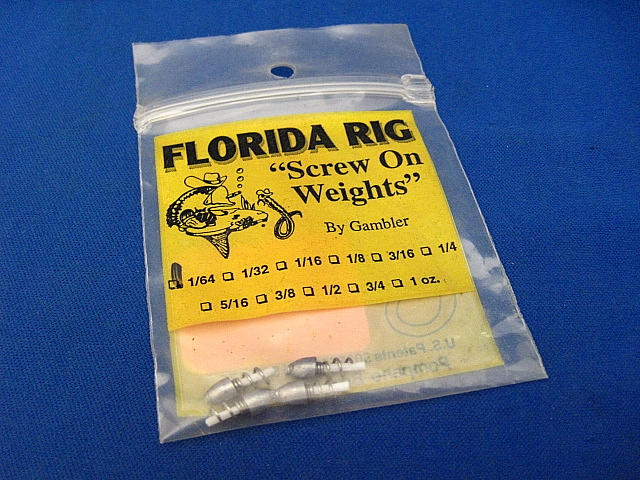 FLORIDA RIG
“Screw On
Weights”
By Gambler
1/64 1/32 1/16 1/8 3/16 1/4
5/16 3/8 1/2 3/4 1 oz.
U.S. Patents
Pompano